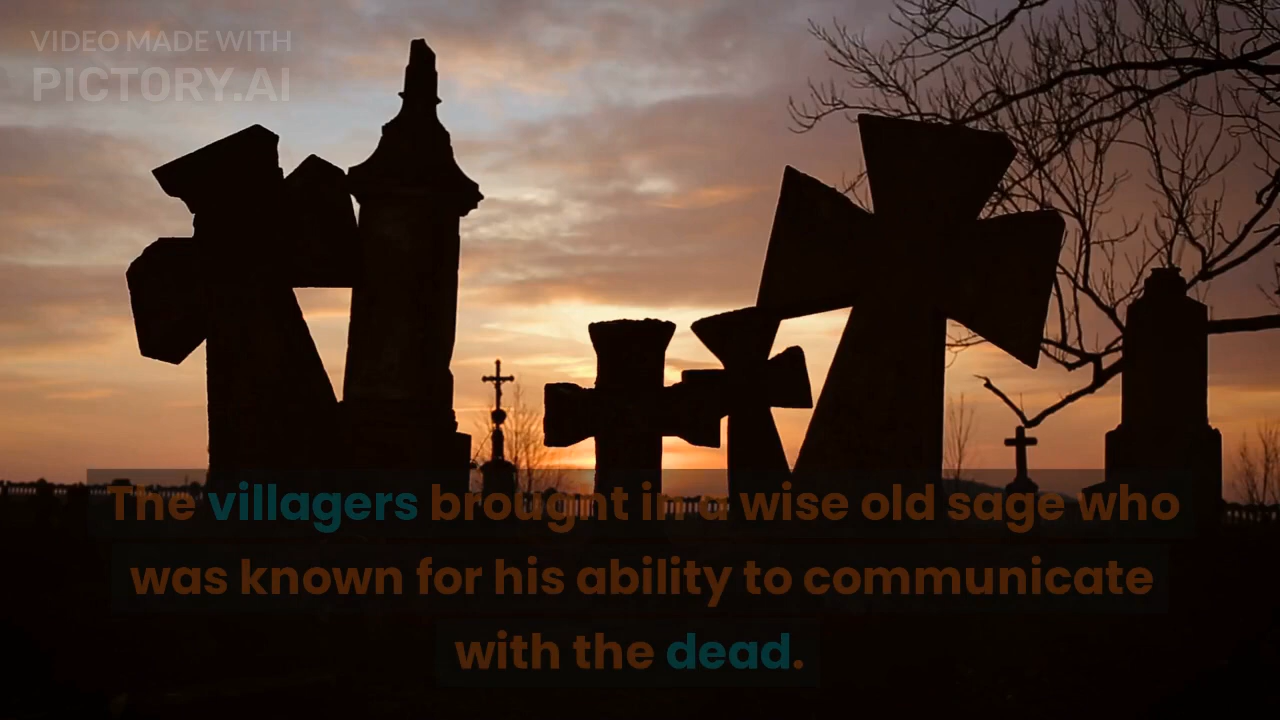 VIDEO MADE WITH
PICTORY.AI
The villagers brought in a wise old sage who
was known for his ability to communicate
with the dead.